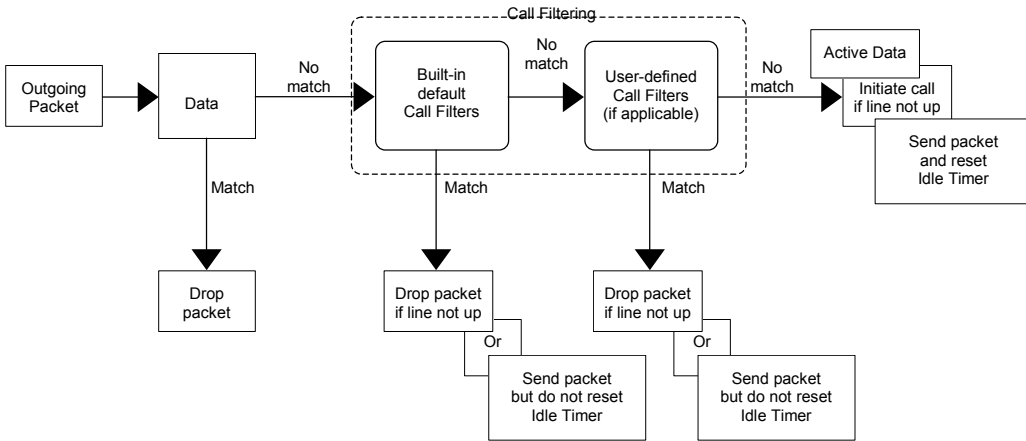 Call Filtering
Outgoing
Packet
Data
No
match
Built-in
default
Call Filters
No
match
User-defined
Call Filters
(if applicable)
No
match
Active Data
Initiate call
if line not up
Send packet
and reset
Idle Timer
Match
Match
Match
Drop
packet
Drop packet
if line not up
Or
Send packet
but do not reset
Idle Timer
Drop packet
if line not up
Or
Send packet
but do not reset
Idle Timer